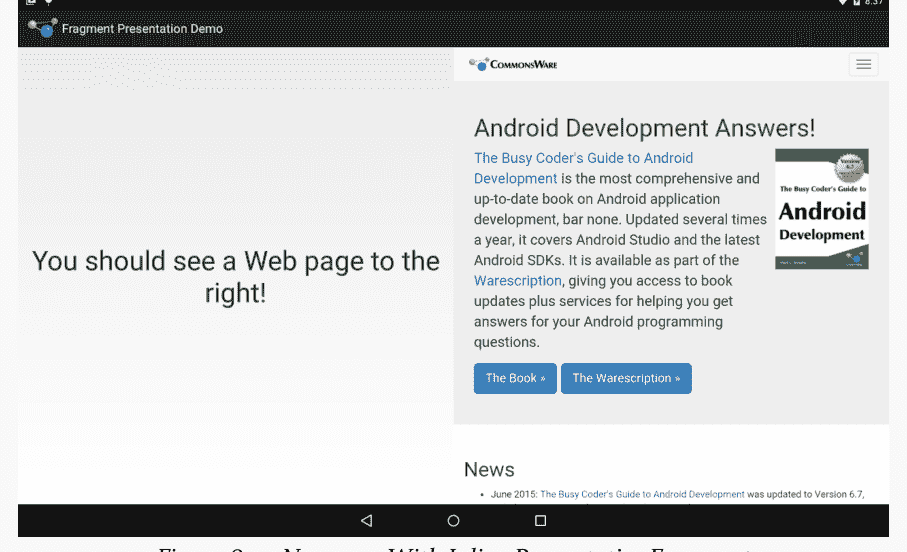 8:37
Fragment Presentation Demo
You should see a Web page to the
right!
COMMONSWARE
Android Development Answers!
The Busy Coder's Guide to Android
Development is the most comprehensive and
up-to-date book on Android application
development, bar none. Updated several times
a year, it covers Android Studio and the latest
Android SDKs. It is available as part of the
Warescription, giving you access to book
updates plus services for helping you get
answers for your Android programming
questions.
The Busy Coder's Guide to
Android
Development
The Book »
The Warescription »
News
• June 2015: The Busy Coder's Guide to Android Development was updated to Version 6.7,